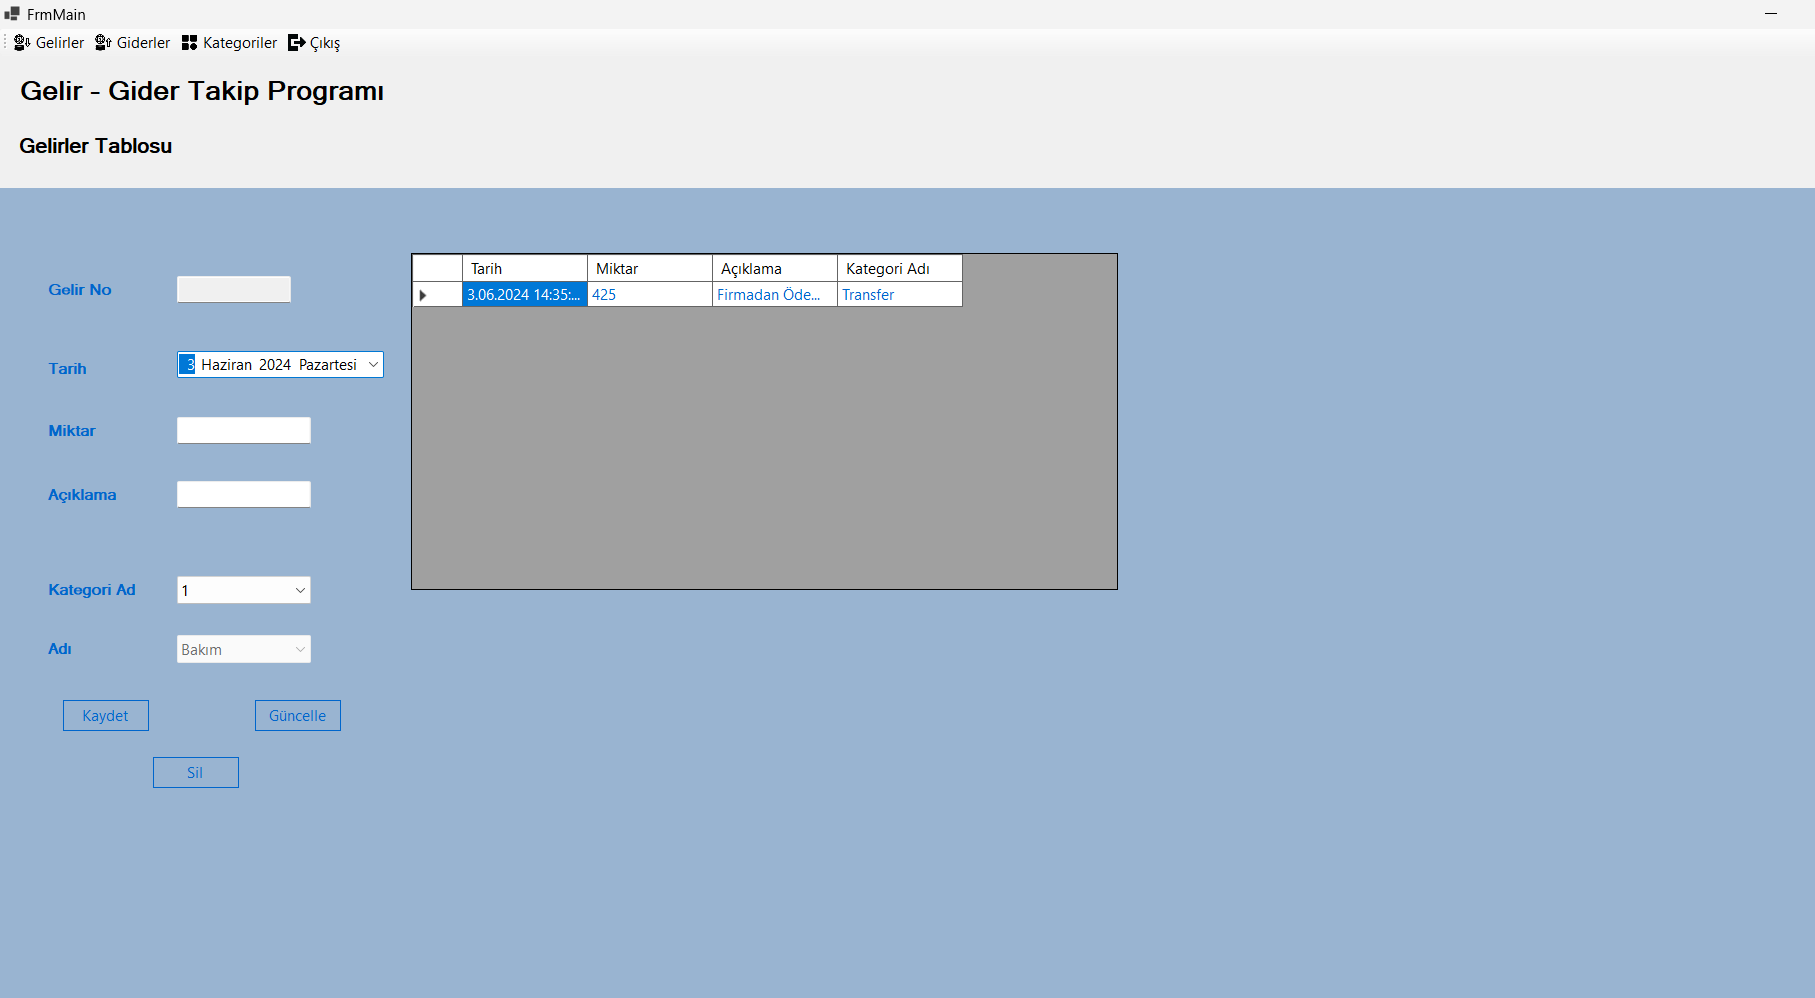 FrmMain
Gelirler Giderler Kategoriler Çıkış
Gelir - Gider Takip Programı
Gelirler Tablosu
Tarih Miktar Açıklama Kategori Adı
3.06.2024 14:35:... 425 Firmadan Öde... Transfer
Gelir No
Tarih 3 Haziran 2024 Pazartesi
Miktar
Açıklama
Kategori Ad 1
Adı Bakım
Kaydet Güncelle
Sil